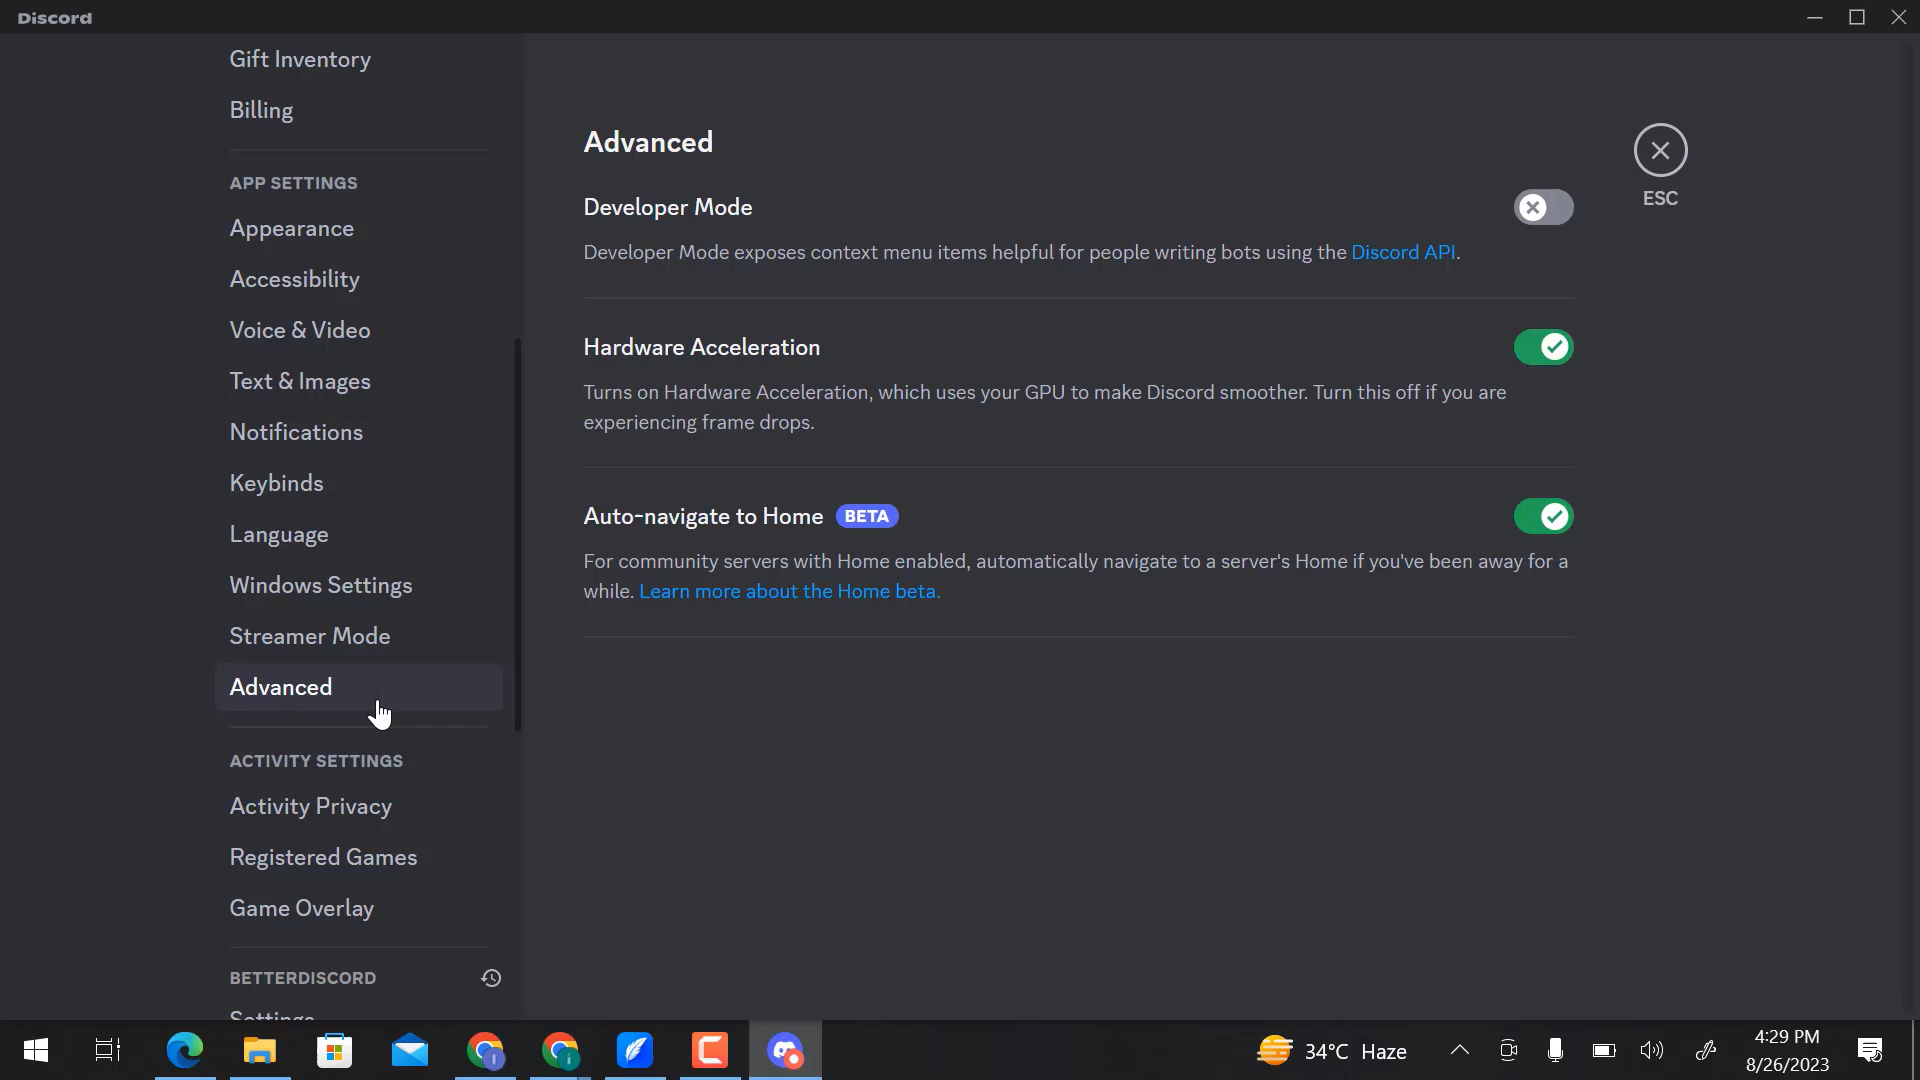 Discord
Gift Inventory
Billing
APP SETTINGS
Appearance
Accessibility
Voice & Video
Text & Images
Notifications
Keybinds
Language
Windows Settings
Streamer Mode
Advanced
ACTIVITY SETTINGS
Activity Privacy
Registered Games
Game Overlay
BETTERDISCORD
Settings
Advanced
Developer Mode
Developer Mode exposes context menu items helpful for people writing bots using the Discord API.
Hardware Acceleration
Turns on Hardware Acceleration, which uses your GPU to make Discord smoother. Turn this off if you are
experiencing frame drops.
Auto-navigate to Home BETA
For community servers with Home enabled, automatically navigate to a server's Home if you've been away for a
while. Learn more about the Home beta.
ESC
34°C Haze
4:29 PM
8/26/2023